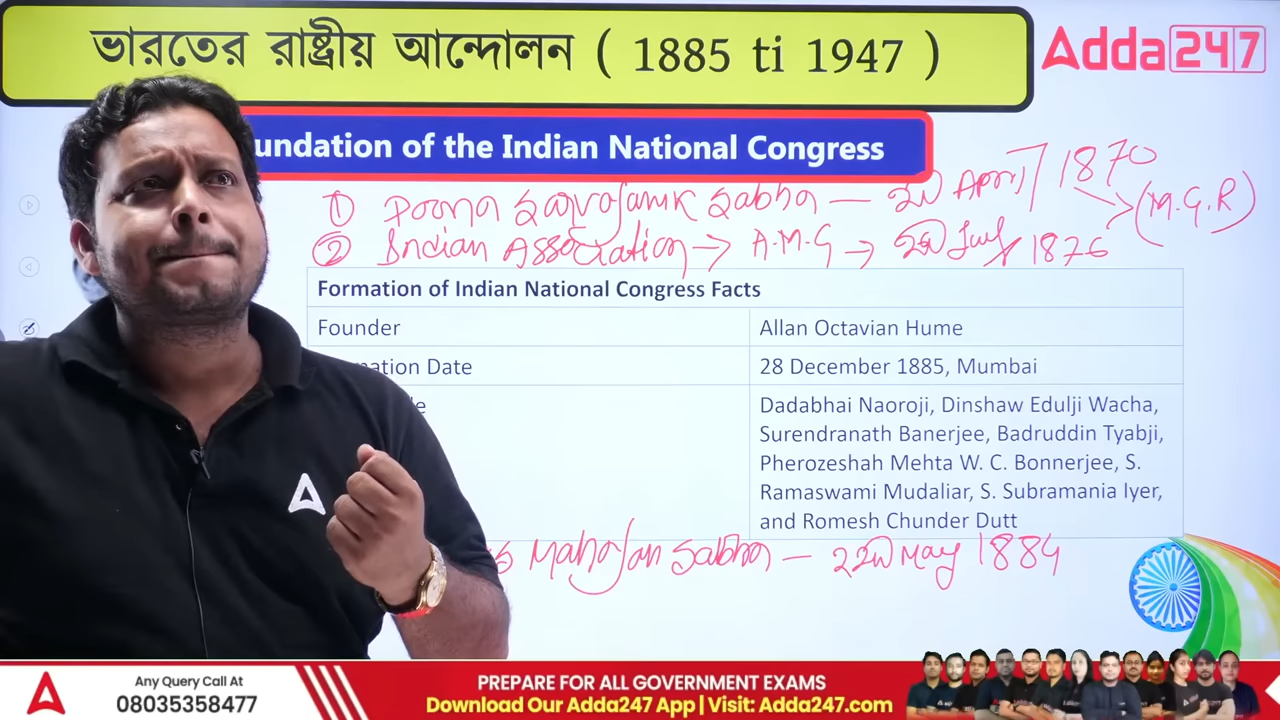 ভারতের রাষ্ট্রীয় আন্দোলন ( 1885 ti 1947 )
Adda247
undation of the Indian National Congress
① Poona Sarvojanik Sabha — 2 April 1870
(M.G.R)
② Indian Association → A.M.G → July 1876
Formation of Indian National Congress Facts
Founder
Allan Octavian Hume
mation Date
28 December 1885, Mumbai
Dadabhai Naoroji, Dinshaw Edulji Wacha,
Surendranath Banerjee, Badruddin Tyabji,
Pherozeshah Mehta W. C. Bonnerjee, S.
Ramaswami Mudaliar, S. Subramania Iyer,
and Romesh Chunder Dutt
Mahajan Sabha — May 1884
Any Query Call At
08035358477
PREPARE FOR ALL GOVERNMENT EXAMS
Download Our Adda247 App | Visit: Adda247.com